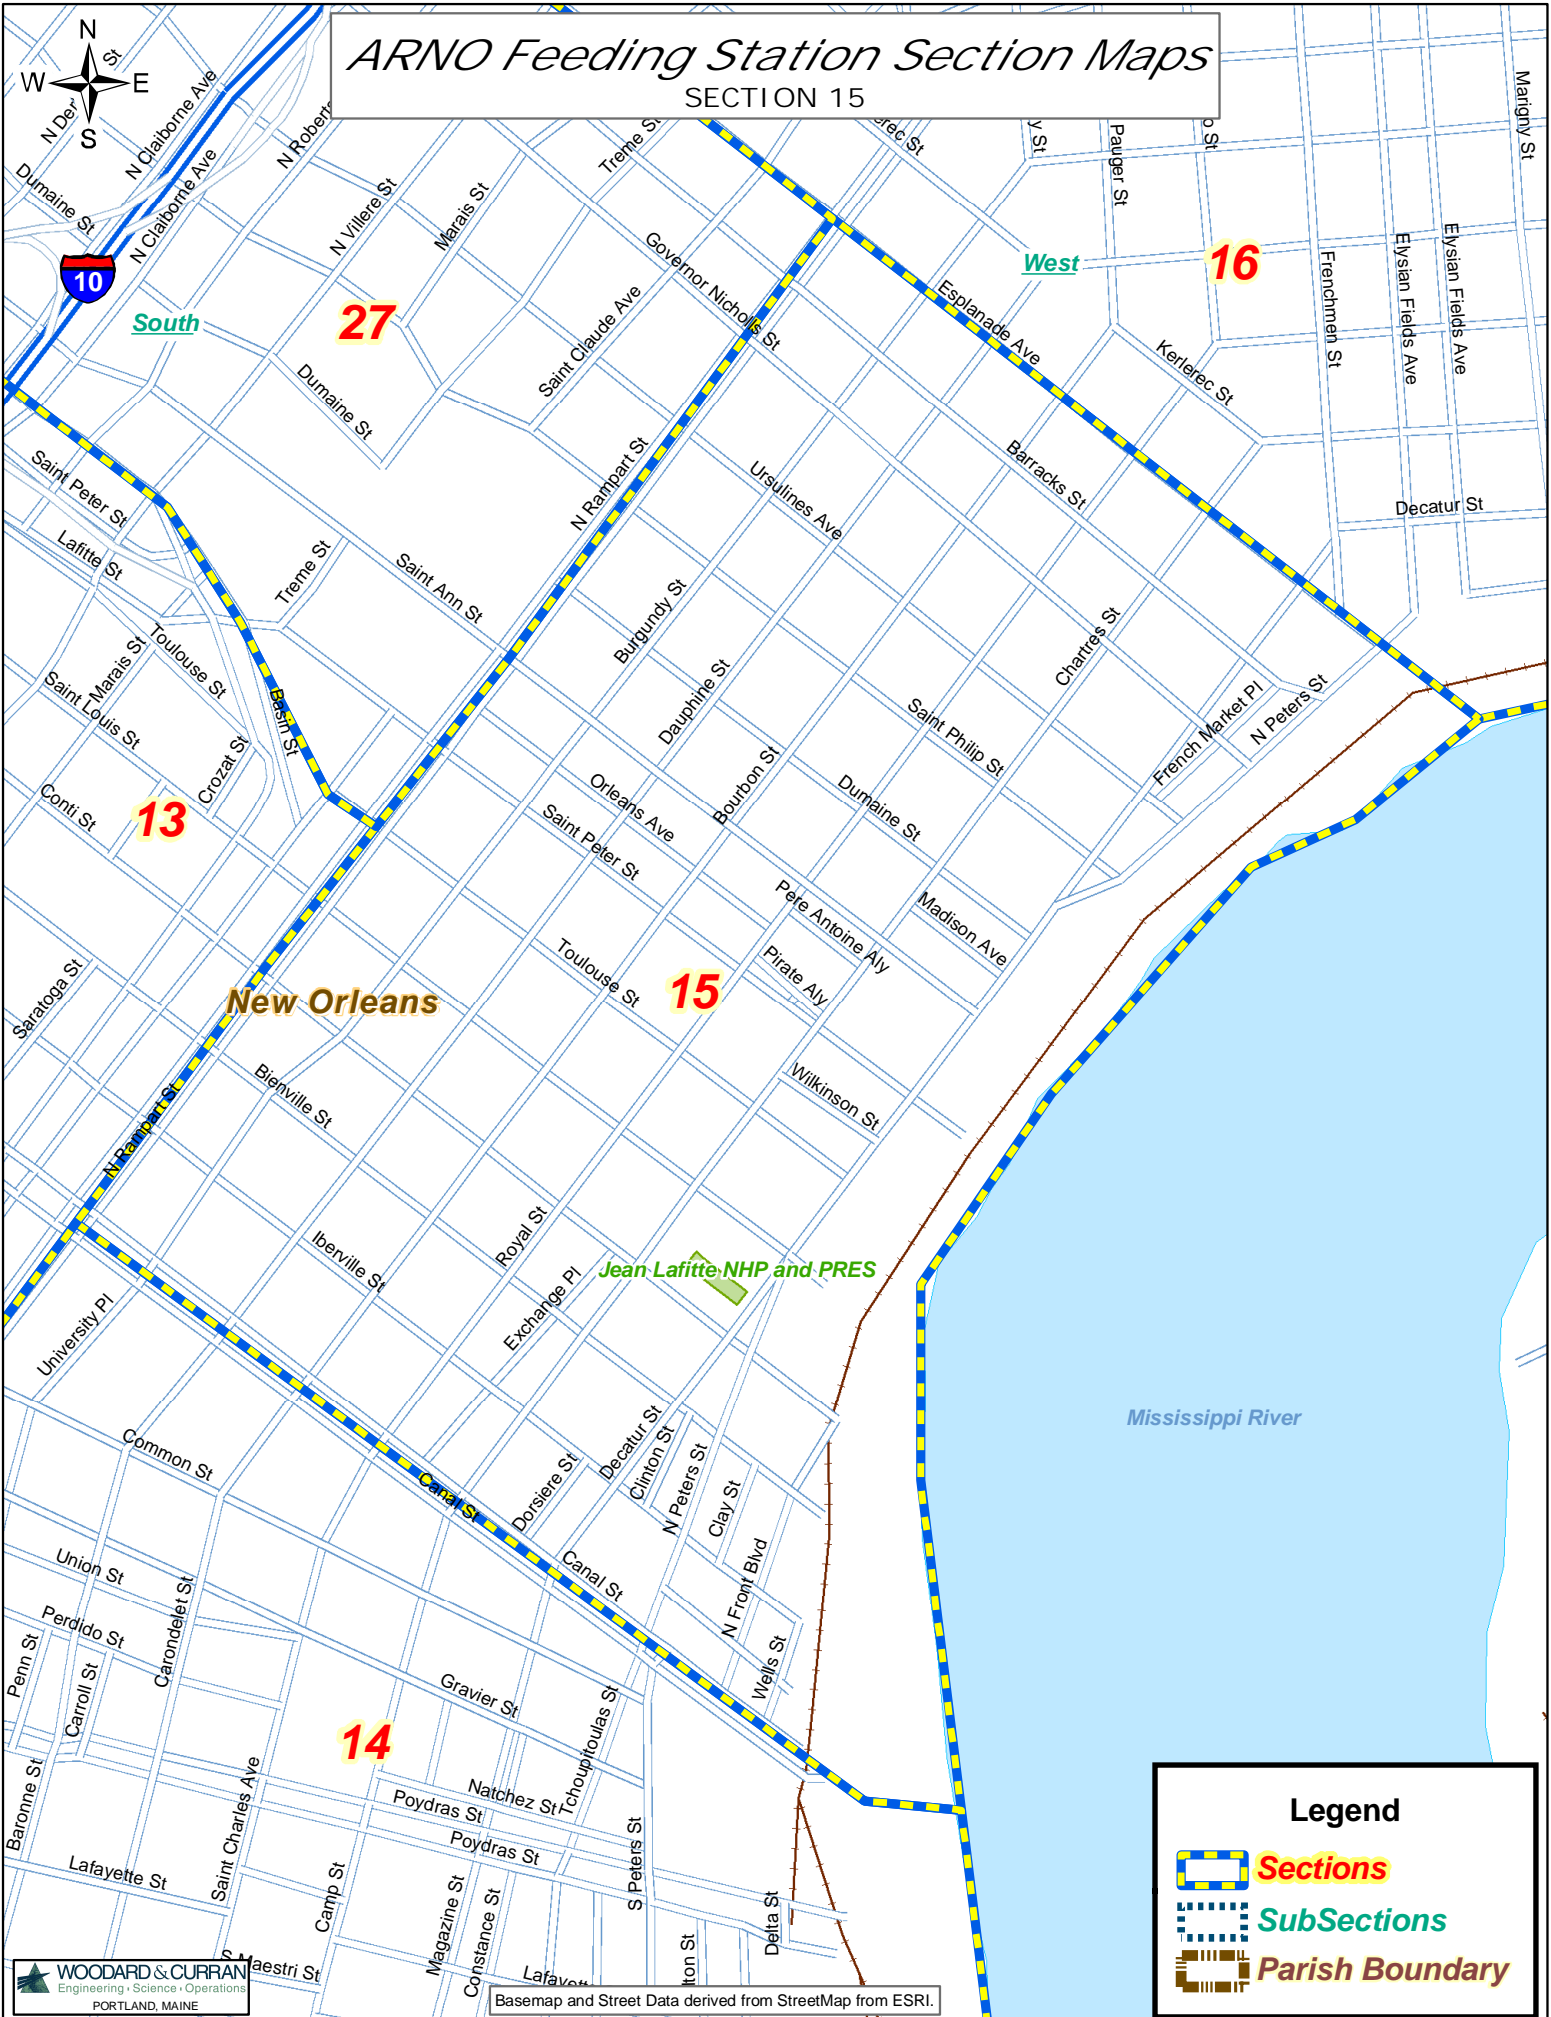 ARNO Feeding Station Section Maps
SECTION 15
N
W E
S
St
N Claiborne Ave
N Claiborne Ave
Dumaine St
10
South
27
N Villere St
Marais St
Treme St
Governor Nicholls St
Saint Claude Ave
Dumaine St
N Rampart St
Esplanade Ave
West
16
Pauger St
Marigny St
Frenchmen St
Elysian Fields Ave
Elysian Fields Ave
Kerlerec St
Decatur St
Barracks St
Ursulines Ave
Saint Peter St
Lafitte St
Treme St
Saint Ann St
Burgundy St
Dauphine St
Chartres St
French Market Pl
N Peters St
Toulouse St
Marais St
Saint Louis St
Basin St
Crozat St
Conti St
13
Bourbon St
Orleans Ave
Saint Peter St
Saint Philip St
Dumaine St
Pere Antoine Aly
Madison Ave
Pirate Aly
Toulouse St
15
Saratoga St
New Orleans
Wilkinson St
Bienville St
N Rampart St
Iberville St
Royal St
Exchange Pl
Jean Lafitte NHP and PRES
University Pl
Mississippi River
Common St
Canal St
Dorsiere St
Decatur St
Clinton St
N Peters St
Clay St
Canal St
N Front Blvd
Wells St
Union St
Perdido St
Penn St
Carroll St
Carondelet St
Gravier St
Tchoupitoulas St
14
Natchez St
Poydras St
Poydras St
Baronne St
Saint Charles Ave
Lafayette St
Camp St
Magazine St
Constance St
S Peters St
Delta St
S Maestri St
Legend
Sections
SubSections
Parish Boundary
WOODARD & CURRAN
Engineering · Science · Operations
PORTLAND, MAINE
Basemap and Street Data derived from StreetMap from ESRI.